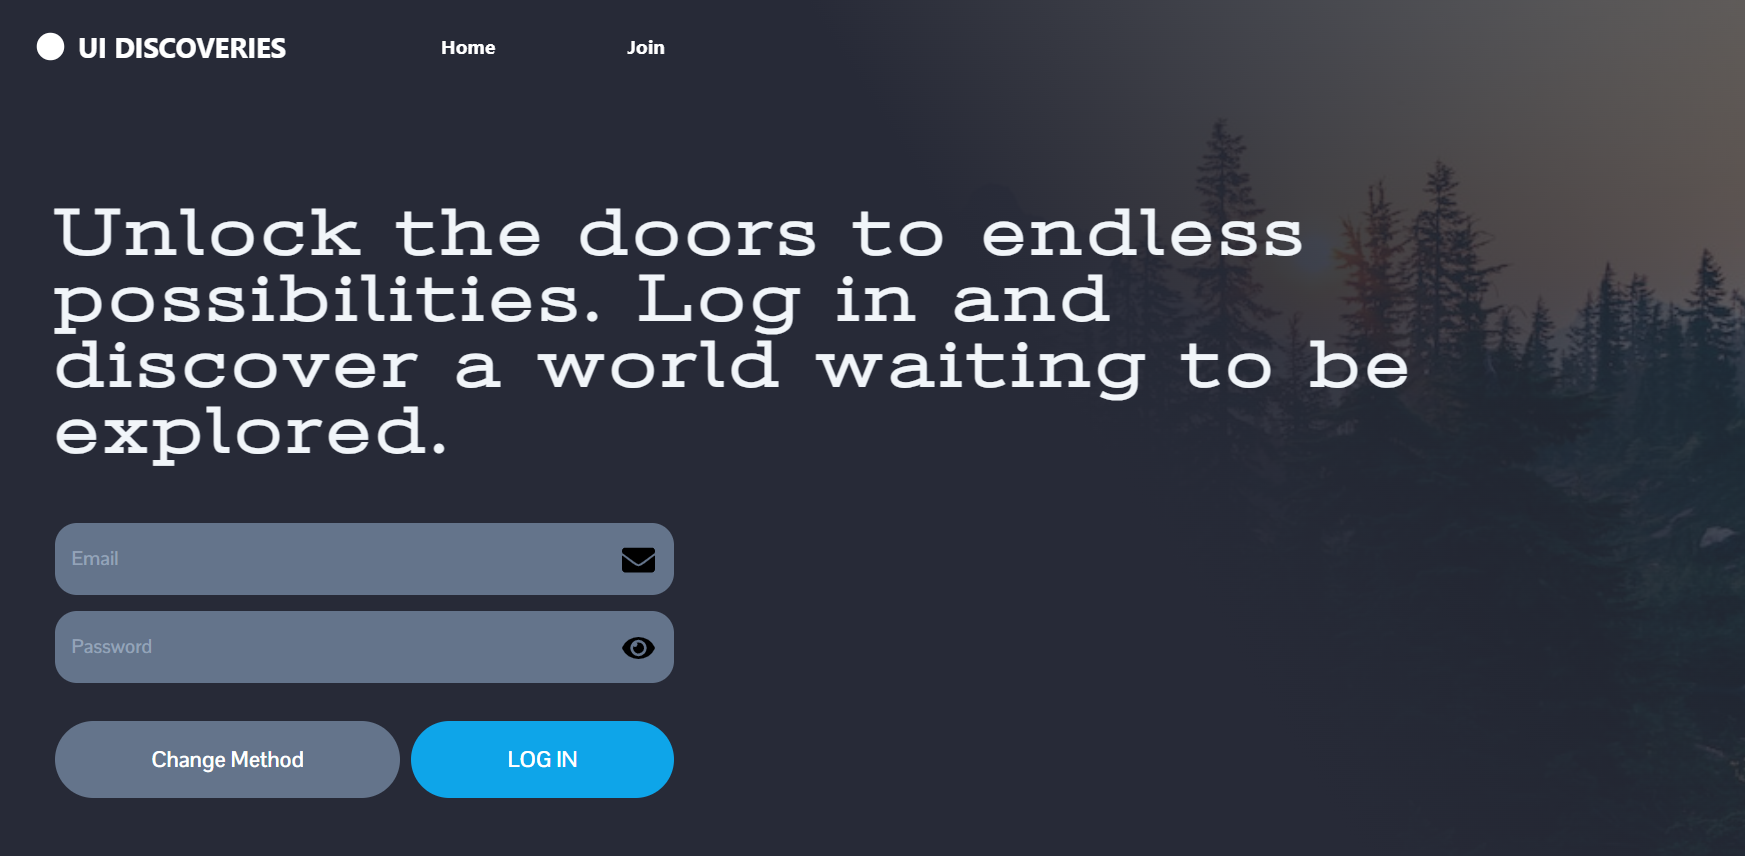 UI DISCOVERIES
Home
Join
Unlock the doors to endless
possibilities. Log in and
discover a world waiting to be
explored.
Email
Password
Change Method
LOG IN